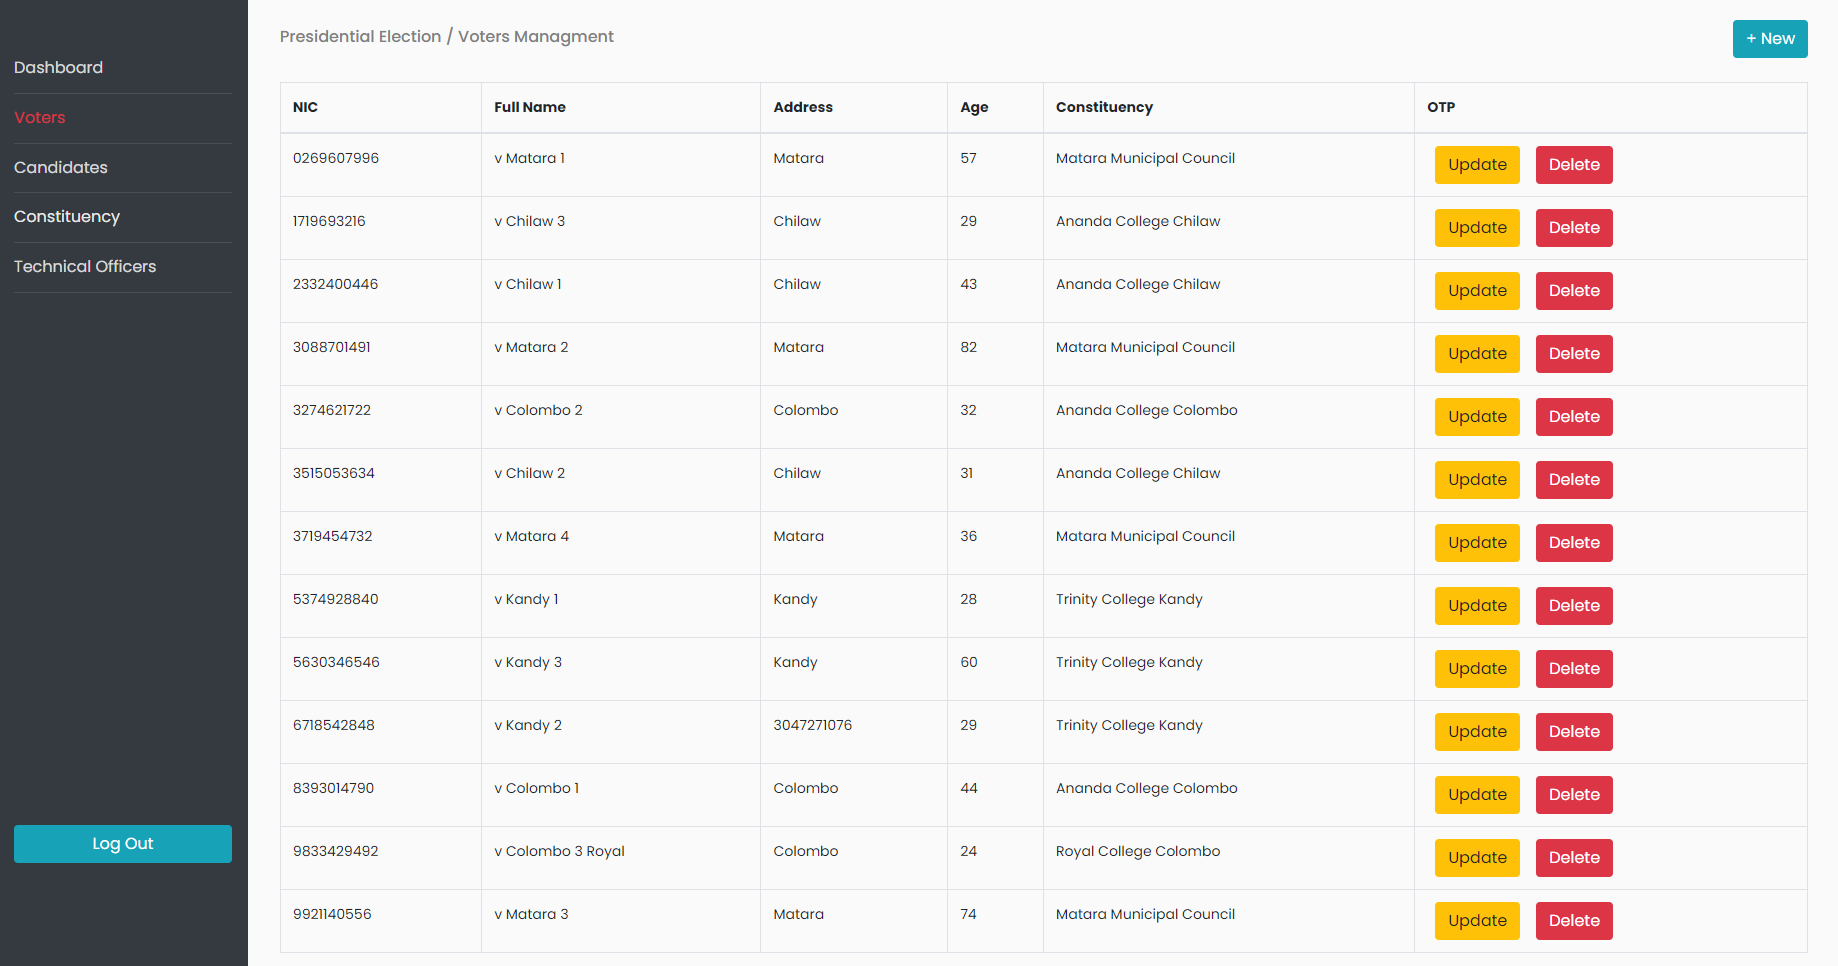 Dashboard
Voters
Candidates
Constituency
Technical Officers
Log Out
Presidential Election / Voters Managment
+ New
NIC Full Name Address Age Constituency OTP
0269607996 v Matara 1 Matara 57 Matara Municipal Council Update Delete
1719693216 v Chilaw 3 Chilaw 29 Ananda College Chilaw Update Delete
2332400446 v Chilaw 1 Chilaw 43 Ananda College Chilaw Update Delete
3088701491 v Matara 2 Matara 82 Matara Municipal Council Update Delete
3274621722 v Colombo 2 Colombo 32 Ananda College Colombo Update Delete
3515053634 v Chilaw 2 Chilaw 31 Ananda College Chilaw Update Delete
3719454732 v Matara 4 Matara 36 Matara Municipal Council Update Delete
5374928840 v Kandy 1 Kandy 28 Trinity College Kandy Update Delete
5630346546 v Kandy 3 Kandy 60 Trinity College Kandy Update Delete
6718542848 v Kandy 2 3047271076 29 Trinity College Kandy Update Delete
8393014790 v Colombo 1 Colombo 44 Ananda College Colombo Update Delete
9833429492 v Colombo 3 Royal Colombo 24 Royal College Colombo Update Delete
9921140556 v Matara 3 Matara 74 Matara Municipal Council Update Delete